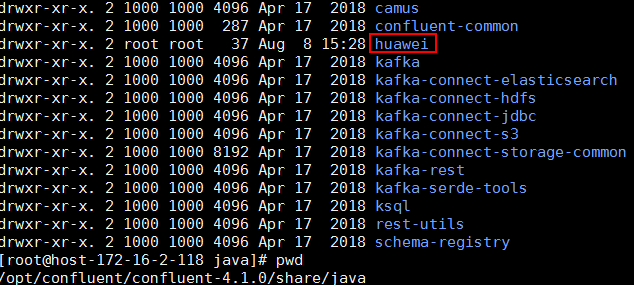 drwxr-xr-x. 2 1000 1000 4096 Apr 17  2018 camus
drwxr-xr-x. 2 1000 1000  287 Apr 17  2018 confluent-common
drwxr-xr-x. 2 root root   37 Aug  8 15:28 huawei
drwxr-xr-x. 2 1000 1000 4096 Apr 17  2018 kafka
drwxr-xr-x. 2 1000 1000 4096 Apr 17  2018 kafka-connect-elasticsearch
drwxr-xr-x. 2 1000 1000 4096 Apr 17  2018 kafka-connect-hdfs
drwxr-xr-x. 2 1000 1000 4096 Apr 17  2018 kafka-connect-jdbc
drwxr-xr-x. 2 1000 1000 4096 Apr 17  2018 kafka-connect-s3
drwxr-xr-x. 2 1000 1000 8192 Apr 17  2018 kafka-connect-storage-common
drwxr-xr-x. 2 1000 1000 4096 Apr 17  2018 kafka-rest
drwxr-xr-x. 2 1000 1000 4096 Apr 17  2018 kafka-serde-tools
drwxr-xr-x. 2 1000 1000 4096 Apr 17  2018 ksql
drwxr-xr-x. 2 1000 1000 4096 Apr 17  2018 rest-utils
drwxr-xr-x. 2 1000 1000 4096 Apr 17  2018 schema-registry
[root@host-172-16-2-118 java]# pwd
/opt/confluent/confluent-4.1.0/share/java